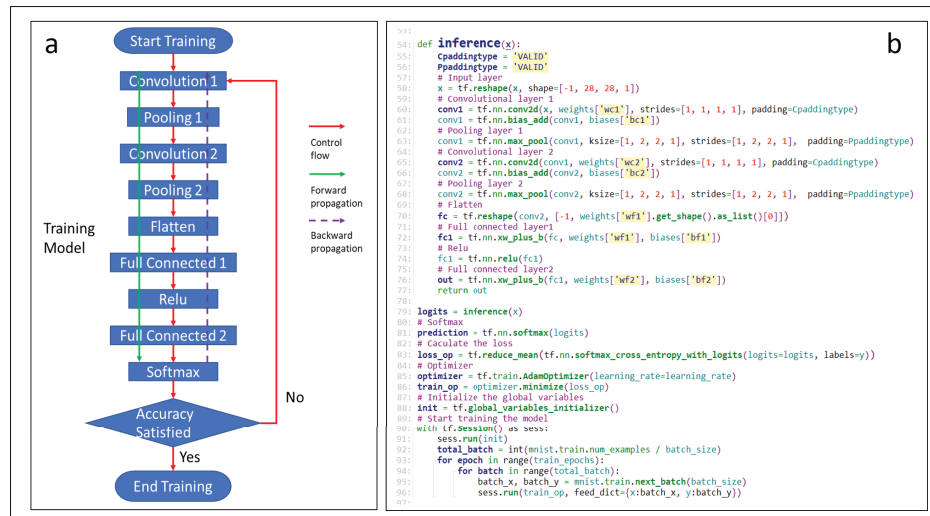 a
Start Training
Convolution 1
Pooling 1
Convolution 2
Pooling 2
Flatten
Full Connected 1
Relu
Full Connected 2
Softmax
Accuracy
Satisfied
No
Yes
End Training
Training
Model
Control
flow
Forward
propagation
Backward
propagation
b
53:
54: def inference(x):
55: Cpaddingtype = 'VALID'
56: Ppaddingtype = 'VALID'
57: # Input layer
58: x = tf.reshape(x, shape=[-1, 28, 28, 1])
59: # Convolutional layer 1
60: conv1 = tf.nn.conv2d(x, weights['wc1'], strides=[1, 1, 1, 1], padding=Cpaddingtype)
61: conv1 = tf.nn.bias_add(conv1, biases['bc1'])
62: # Pooling layer 1
63: conv1 = tf.nn.max_pool(conv1, ksize=[1, 2, 2, 1], strides=[1, 2, 2, 1], padding=Ppaddingtype)
64: # Convolutional layer 2
65: conv2 = tf.nn.conv2d(conv1, weights['wc2'], strides=[1, 1, 1, 1], padding=Cpaddingtype)
66: conv2 = tf.nn.bias_add(conv2, biases['bc2'])
67: # Pooling layer 2
68: conv2 = tf.nn.max_pool(conv2, ksize=[1, 2, 2, 1], strides=[1, 2, 2, 1], padding=Ppaddingtype)
69: # Flatten
70: fc = tf.reshape(conv2, [-1, weights['wf1'].get_shape().as_list()[0]])
71: # Full connected layer1
72: fc1 = tf.nn.xw_plus_b(fc, weights['wf1'], biases['bf1'])
73: # Relu
74: fc1 = tf.nn.relu(fc1)
75: # Full connected layer2
76: out = tf.nn.xw_plus_b(fc1, weights['wf2'], biases['bf2'])
77: return out
78:
79: logits = inference(x)
80: # Softmax
81: prediction = tf.nn.softmax(logits)
82: # Caculate the loss
83: loss_op = tf.reduce_mean(tf.nn.softmax_cross_entropy_with_logits(logits=logits, labels=y))
84: # Optimizer
85: optimizer = tf.train.AdamOptimizer(learning_rate=learning_rate)
86: train_op = optimizer.minimize(loss_op)
87: # Initialize the global variables
88: init = tf.global_variables_initializer()
89: # Start training the model
90: with tf.Session() as sess:
91: sess.run(init)
92: total_batch = int(mnist.train.num_examples / batch_size)
93: for epoch in range(train_epochs):
94: for batch in range(total_batch):
95: batch_x, batch_y = mnist.train.next_batch(batch_size)
96: sess.run(train_op, feed_dict={x:batch_x, y:batch_y})
97: